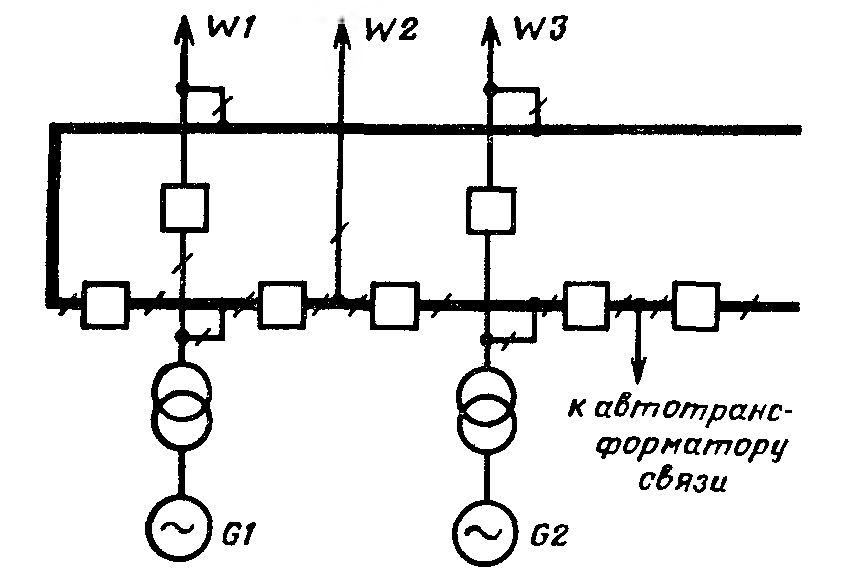 W1
W2
W3
к автотранс-
форматору
связи
G1
G2